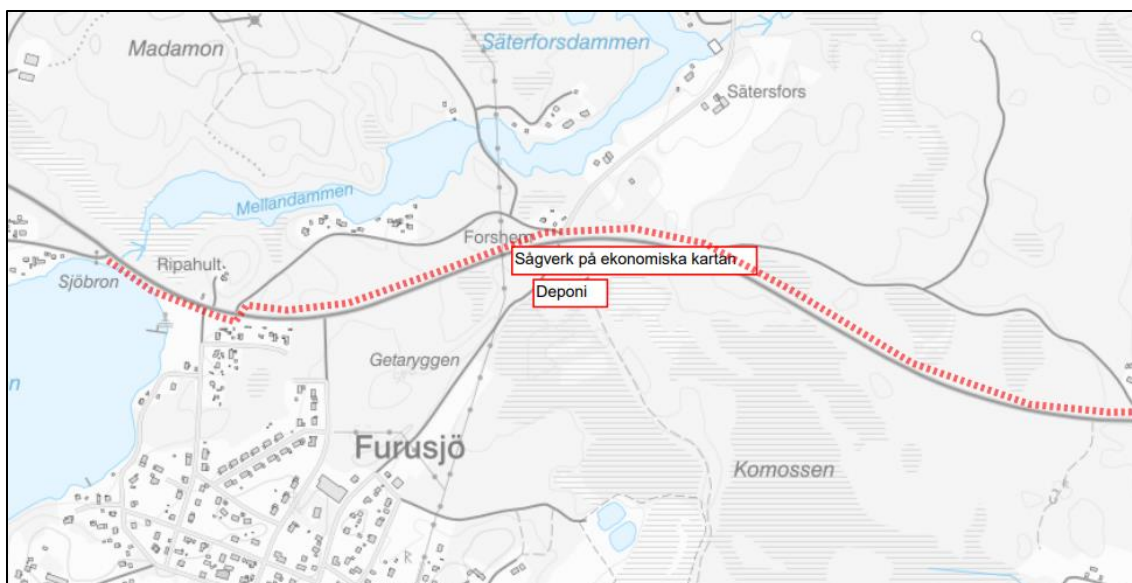 Madamon
Säterforsdammen
Sätersfors
Mellandammen
Forshem
Sjöbron
Ripahult
Sågverk på ekonomiska kartan
Deponi
Getaryggen
n
Furusjö
Komossen
R